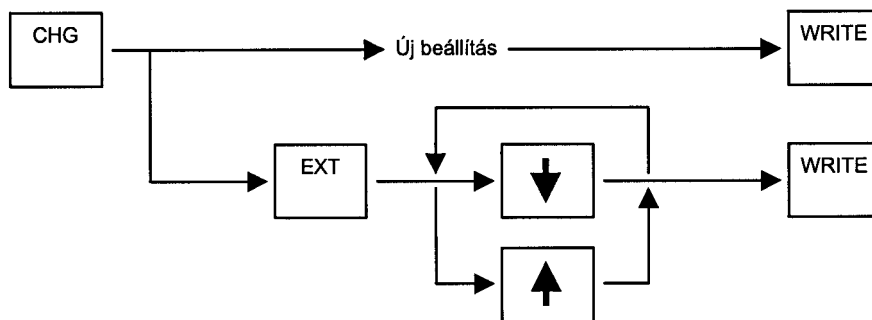 CHG
Új beállítás
WRITE
EXT
WRITE